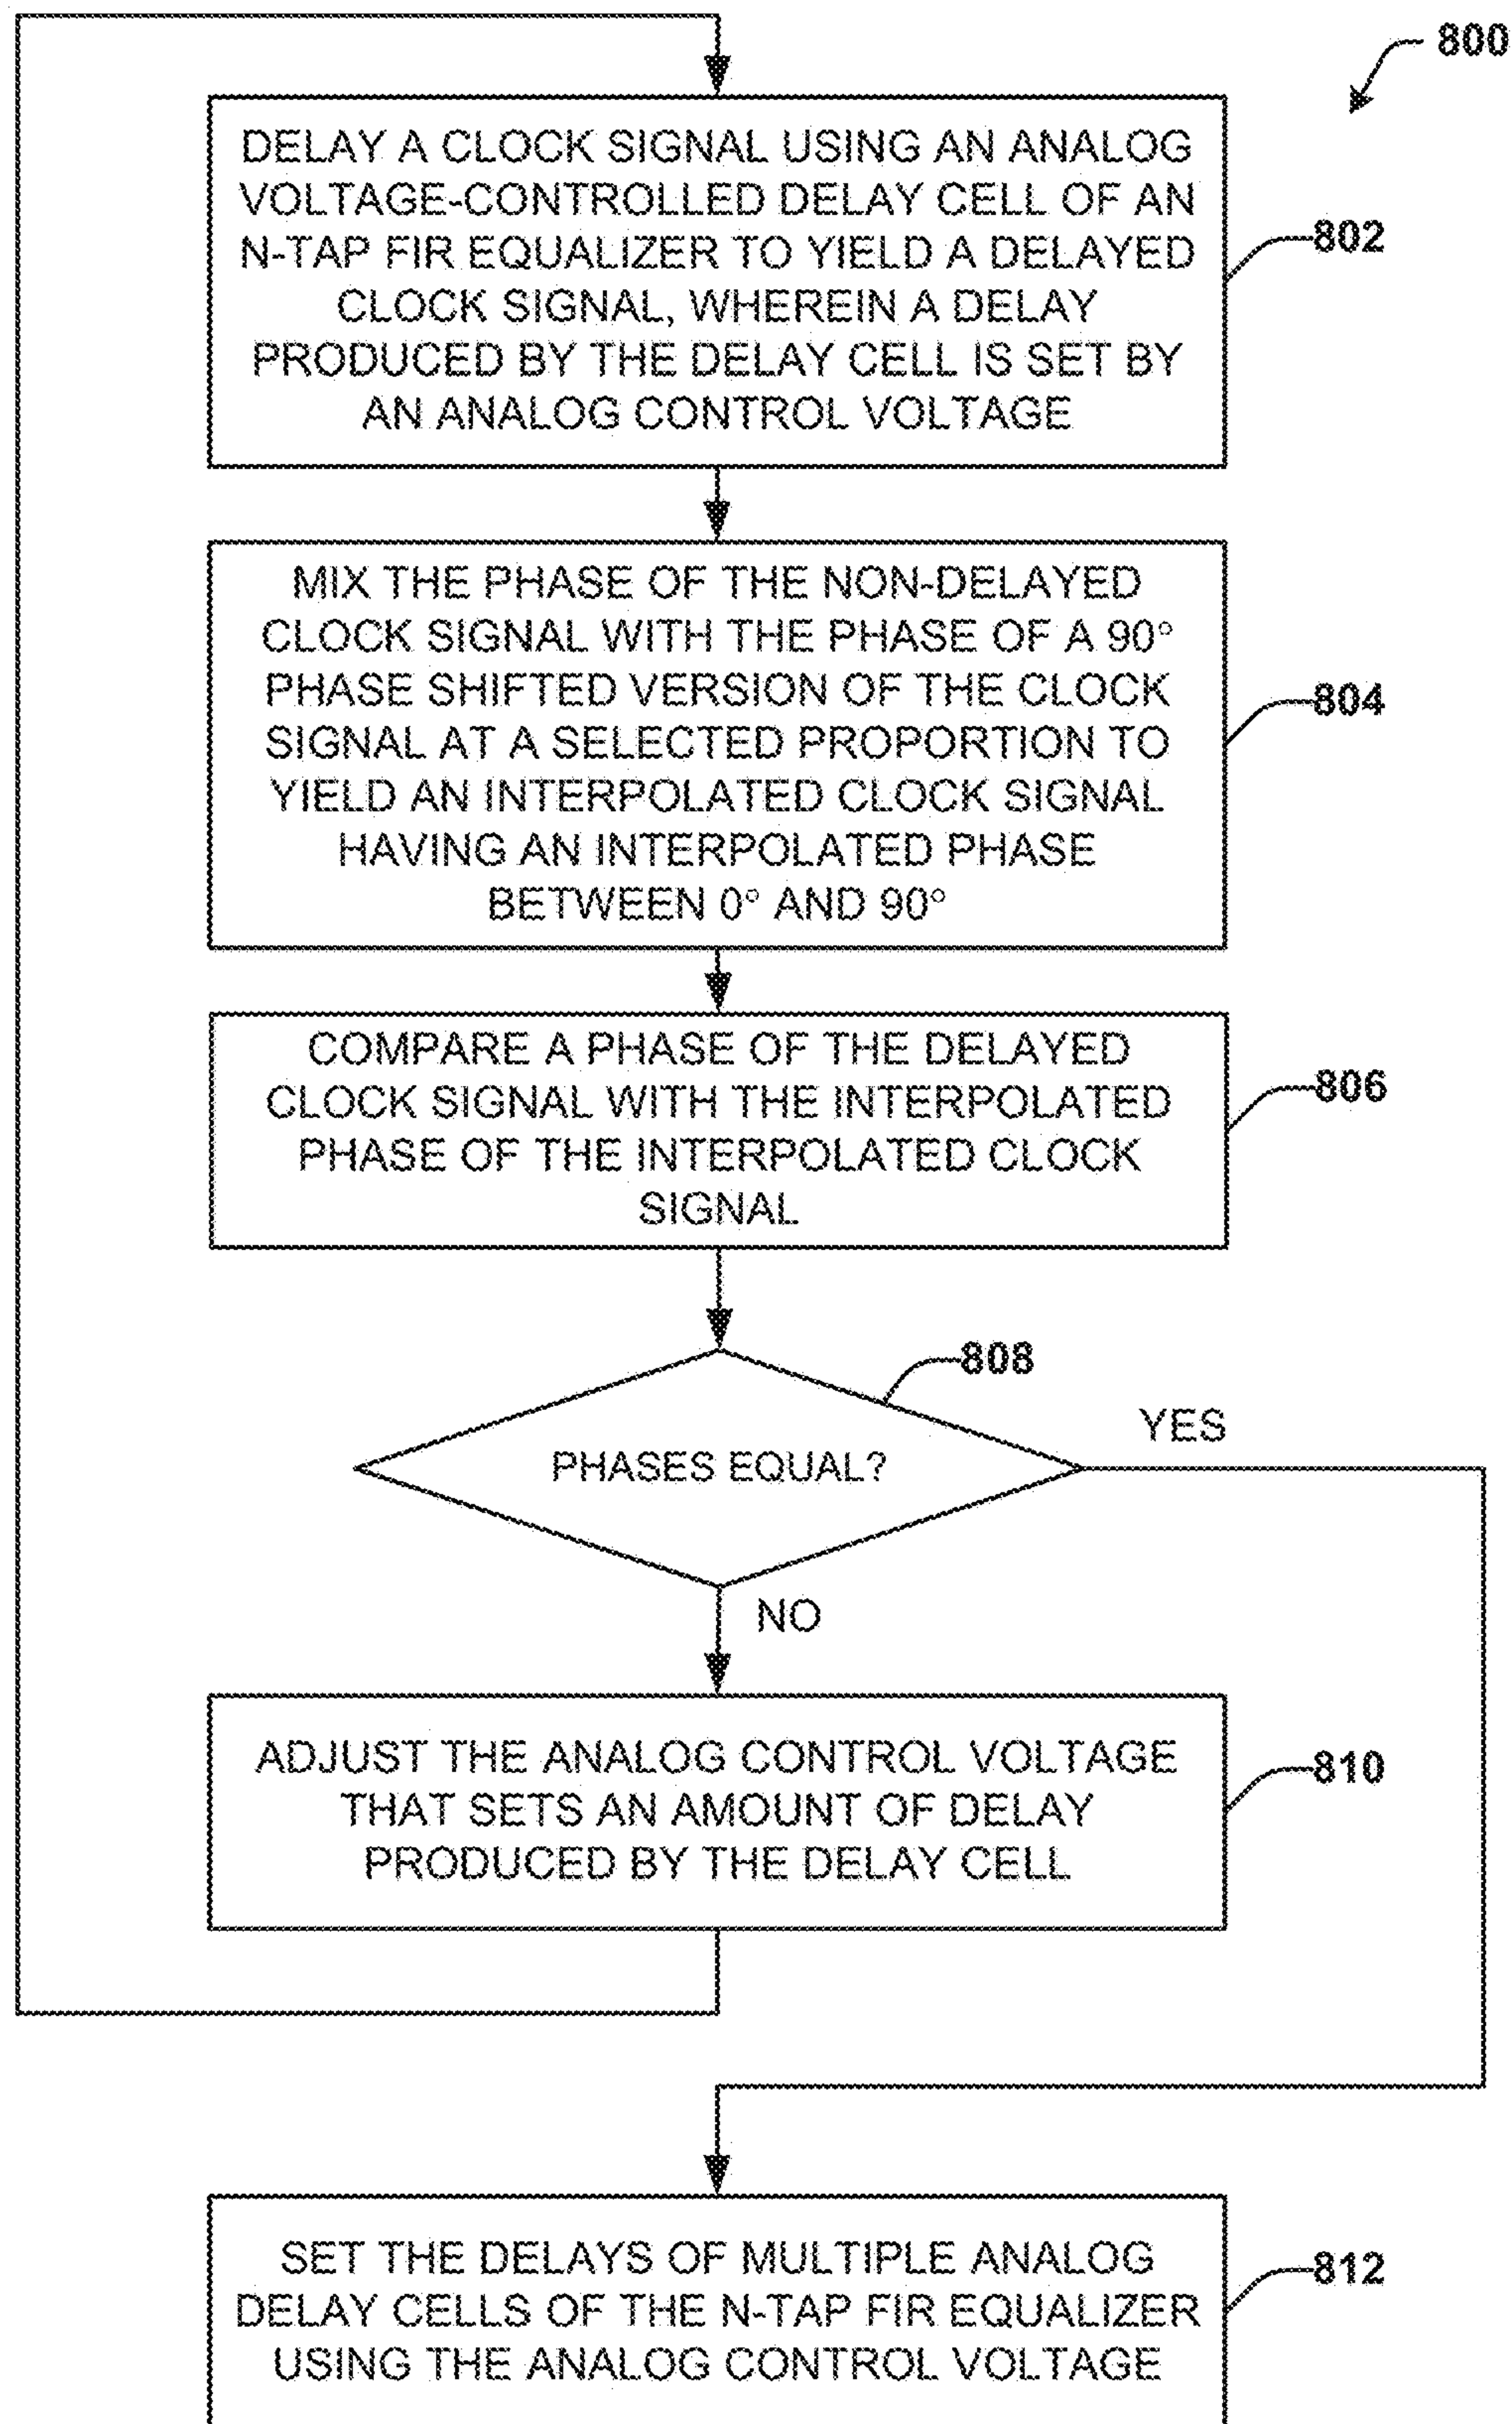 800
DELAY A CLOCK SIGNAL USING AN ANALOG
VOLTAGE-CONTROLLED DELAY CELL OF AN
N-TAP FIR EQUALIZER TO YIELD A DELAYED
CLOCK SIGNAL, WHEREIN A DELAY
PRODUCED BY THE DELAY CELL IS SET BY
AN ANALOG CONTROL VOLTAGE
802
MIX THE PHASE OF THE NON-DELAYED
CLOCK SIGNAL WITH THE PHASE OF A 90°
PHASE SHIFTED VERSION OF THE CLOCK
SIGNAL AT A SELECTED PROPORTION TO
YIELD AN INTERPOLATED CLOCK SIGNAL
HAVING AN INTERPOLATED PHASE
BETWEEN 0° AND 90°
804
COMPARE A PHASE OF THE DELAYED
CLOCK SIGNAL WITH THE INTERPOLATED
PHASE OF THE INTERPOLATED CLOCK
SIGNAL
806
808
YES
PHASES EQUAL?
NO
ADJUST THE ANALOG CONTROL VOLTAGE
THAT SETS AN AMOUNT OF DELAY
PRODUCED BY THE DELAY CELL
810
SET THE DELAYS OF MULTIPLE ANALOG
DELAY CELLS OF THE N-TAP FIR EQUALIZER
USING THE ANALOG CONTROL VOLTAGE
812